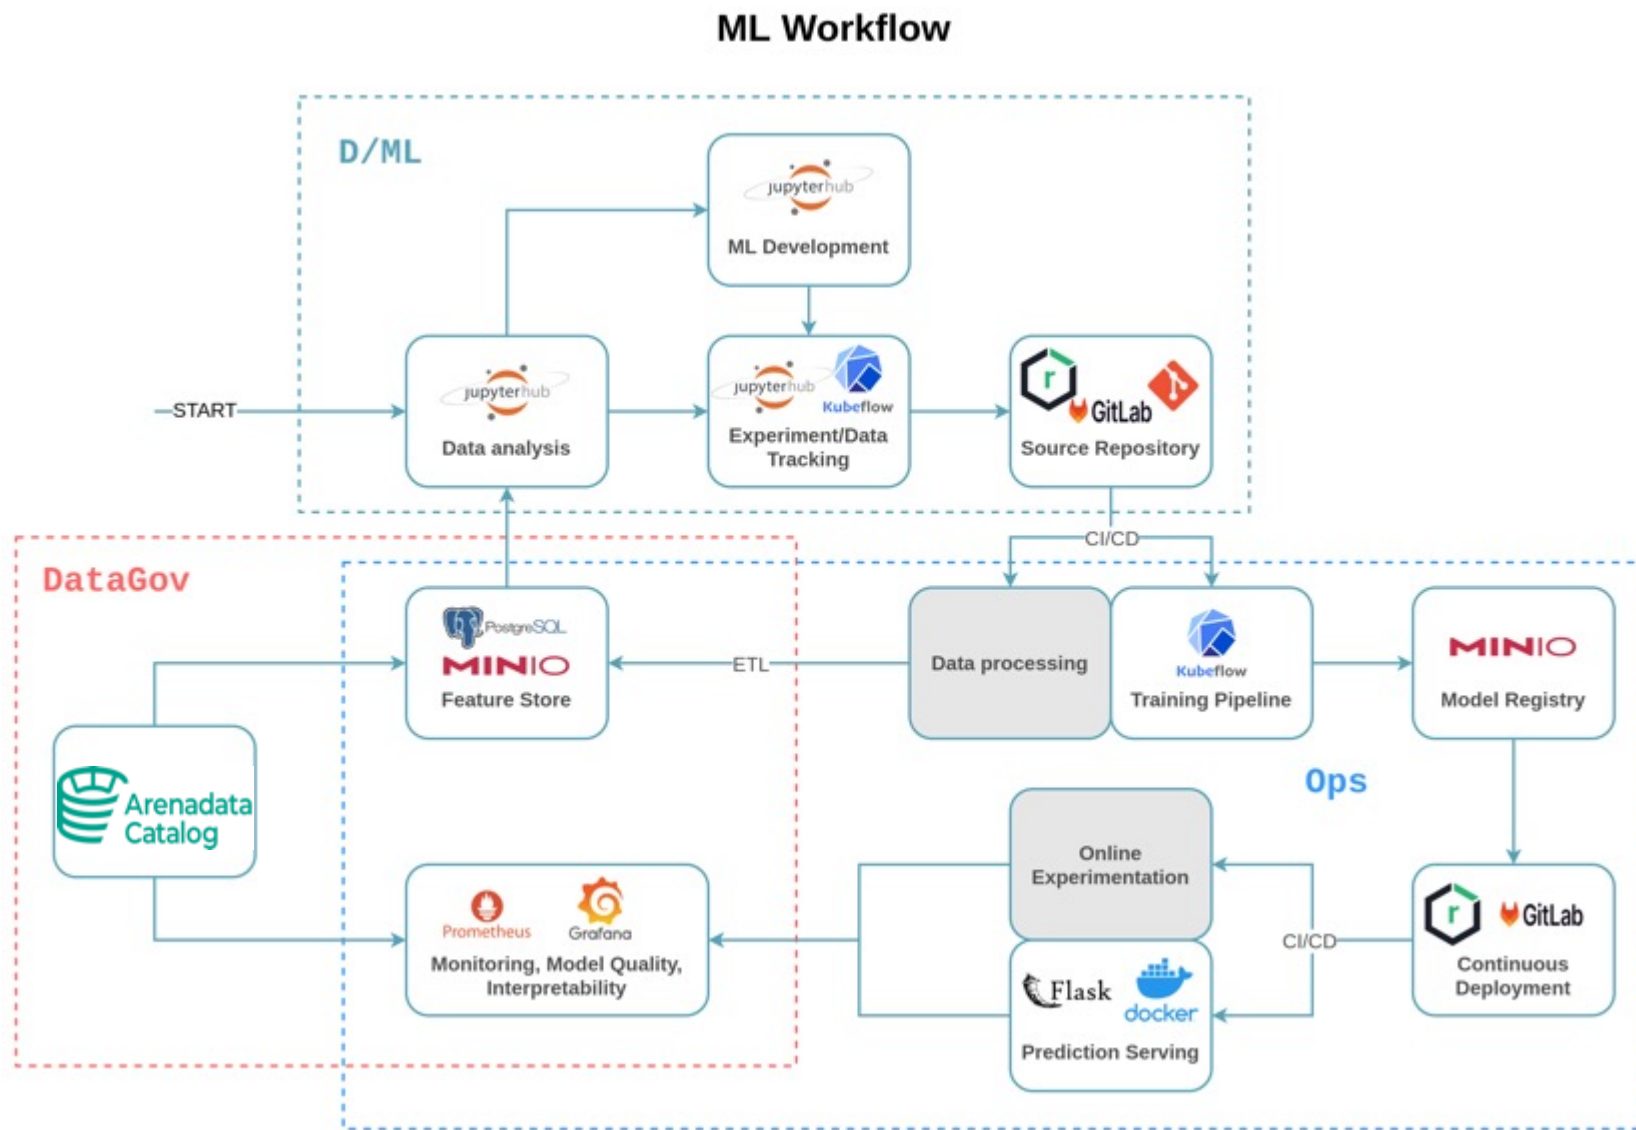 ML Workflow
D/ML
jupyterhub
ML Development
START
jupyterhub
Data analysis
jupyterhub
Kubeflow
Experiment/Data
Tracking
r
GitLab
Source Repository
CI/CD
DataGov
PostgreSQL
MINIO
Feature Store
ETL
Data processing
Kubeflow
Training Pipeline
MINIO
Model Registry
Ops
Arenadata
Catalog
Prometheus
Grafana
Monitoring, Model Quality,
Interpretability
Online
Experimentation
Flask
docker
Prediction Serving
CI/CD
r
GitLab
Continuous
Deployment